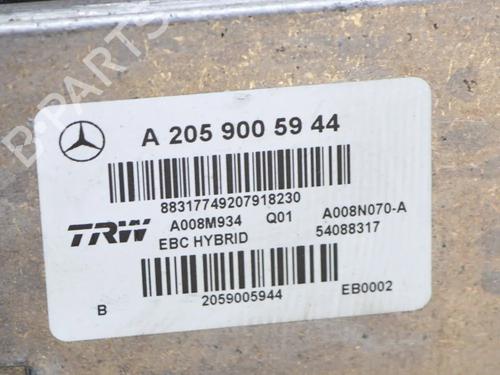 B-PARTS
A 205 900 59 44
88317749207918230
TRW A008M934 Q01 A008N070-A
EBC HYBRID 54088317
B 2059005944 EB0002